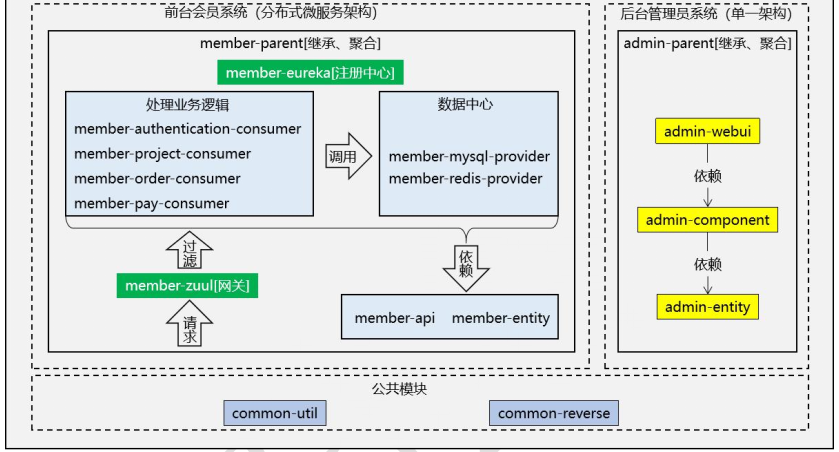 前台会员系统（分布式微服务架构）
member-parent[继承、聚合]
member-eureka[注册中心]
处理业务逻辑
member-authentication-consumer
member-project-consumer
member-order-consumer
member-pay-consumer
调用
数据中心
member-mysql-provider
member-redis-provider
过滤
依赖
member-zuul[网关]
请求
member-api member-entity
后台管理员系统（单一架构）
admin-parent[继承、聚合]
admin-webui
依赖
admin-component
依赖
admin-entity
公共模块
common-util
common-reverse